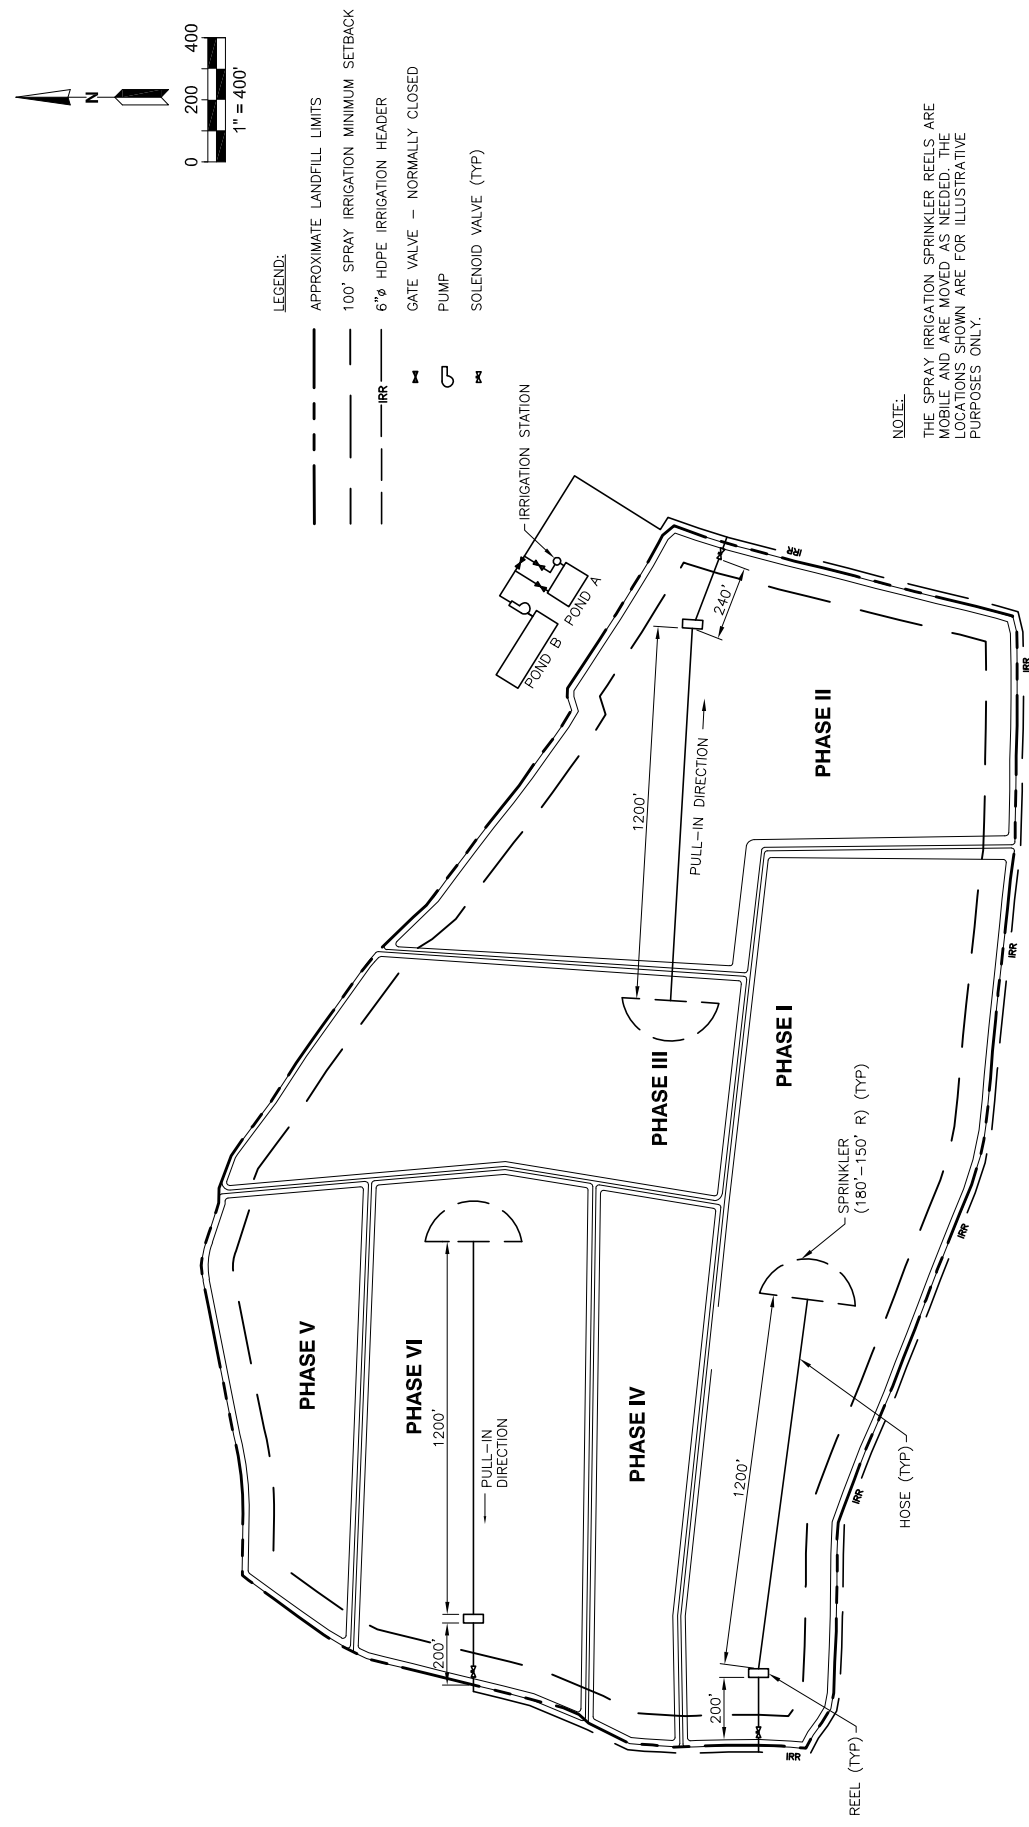 N
0 200 400
1" = 400'
LEGEND:
APPROXIMATE LANDFILL LIMITS
100' SPRAY IRRIGATION MINIMUM SETBACK
IRR
6"ø HDPE IRRIGATION HEADER
GATE VALVE – NORMALLY CLOSED
PUMP
SOLENOID VALVE (TYP)
IRRIGATION STATION
POND A
POND B
NOTE:
THE SPRAY IRRIGATION SPRINKLER REELS ARE
MOBILE AND ARE MOVED AS NEEDED. THE
LOCATIONS SHOWN ARE FOR ILLUSTRATIVE
PURPOSES ONLY.
IRR
IRR
240'
1200'
PULL–IN DIRECTION
PHASE II
IRR
PHASE III
PHASE I
SPRINKLER
(180'–150' R) (TYP)
IRR
PHASE V
PHASE VI
1200'
PULL–IN
DIRECTION
200'
PHASE IV
1200'
HOSE (TYP)
IRR
200'
REEL (TYP)
IRR